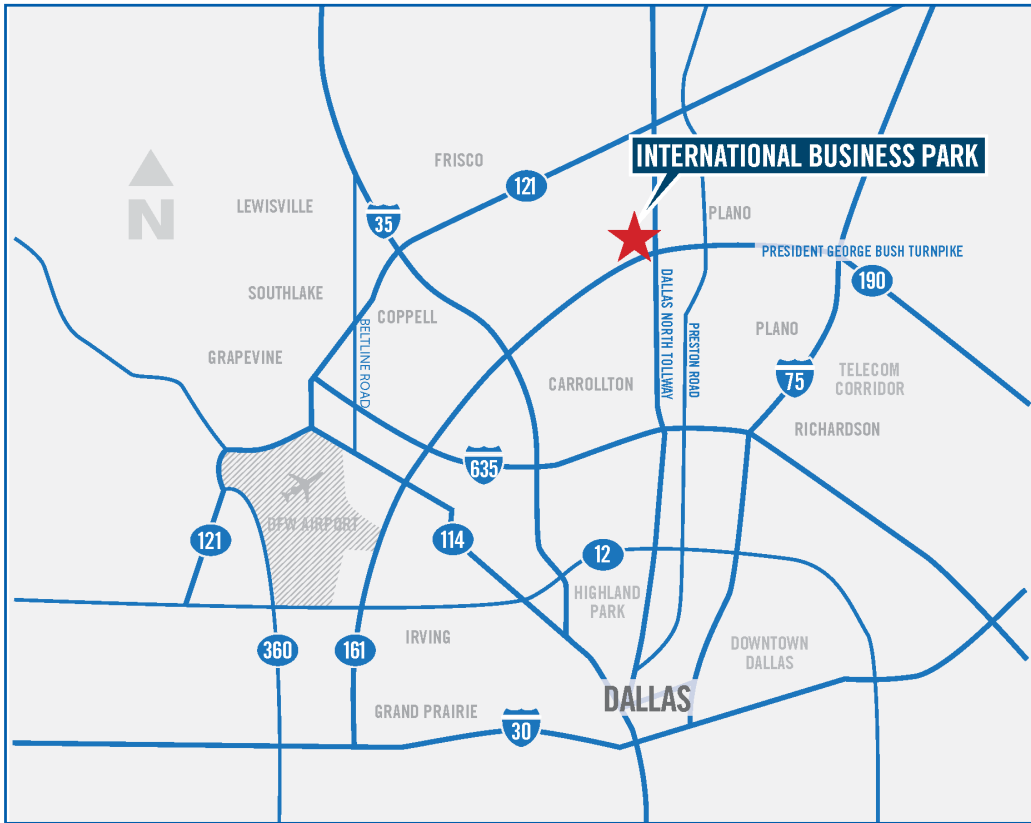 FRISCO
INTERNATIONAL BUSINESS PARK
121
LEWISVILLE
N
35
PLANO
PRESIDENT GEORGE BUSH TURNPIKE
190
SOUTHLAKE
COPPELL
DALLAS NORTH TOLLWAY
PRESTON ROAD
PLANO
BELTLINE ROAD
GRAPEVINE
CARROLLTON
75
TELECOM
CORRIDOR
RICHARDSON
635
DFW AIRPORT
121
114
12
HIGHLAND
PARK
IRVING
360
161
DOWNTOWN
DALLAS
DALLAS
GRAND PRAIRIE
30